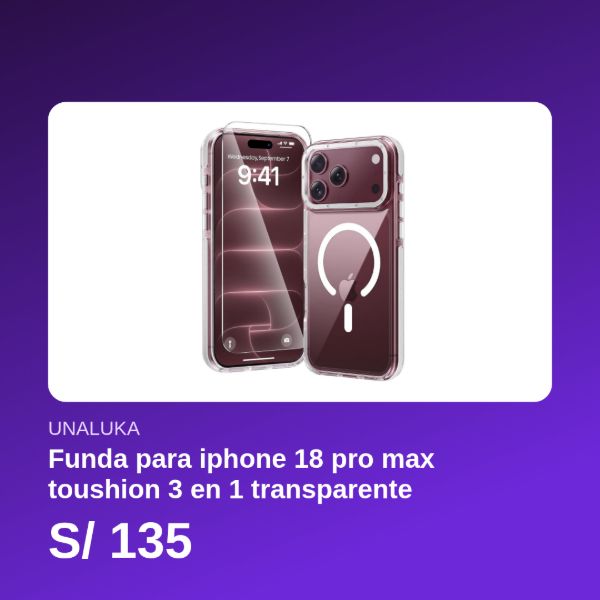 Wednesday, September 7
9:41
UNALUKA
Funda para iphone 18 pro max
toushion 3 en 1 transparente
S/ 135